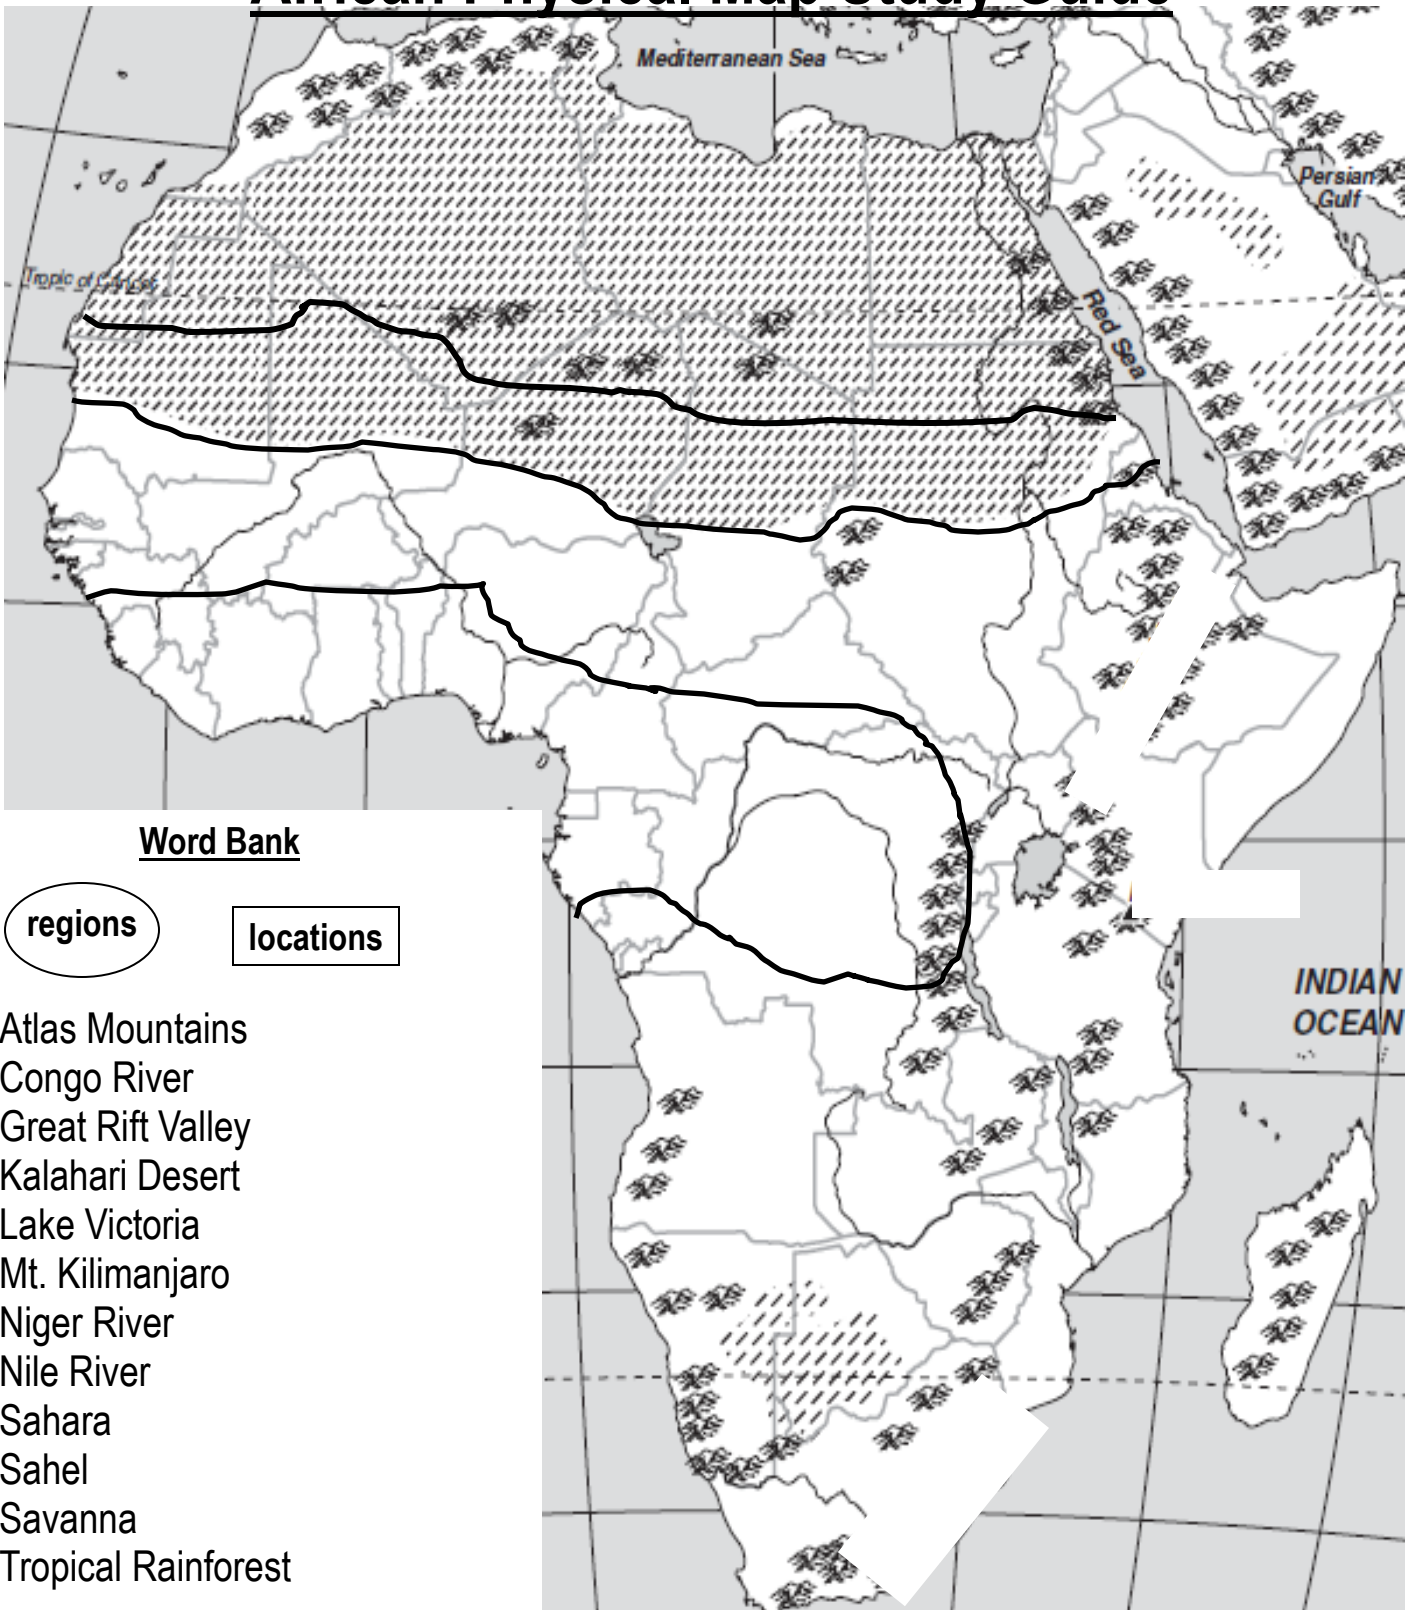 African Physical Map Study Guide
Mediterranean Sea
Persian
Gulf
Tropic of Cancer
Red Sea
Word Bank
regions
locations
INDIAN
OCEAN
Atlas Mountains
Congo River
Great Rift Valley
Kalahari Desert
Lake Victoria
Mt. Kilimanjaro
Niger River
Nile River
Sahara
Sahel
Savanna
Tropical Rainforest